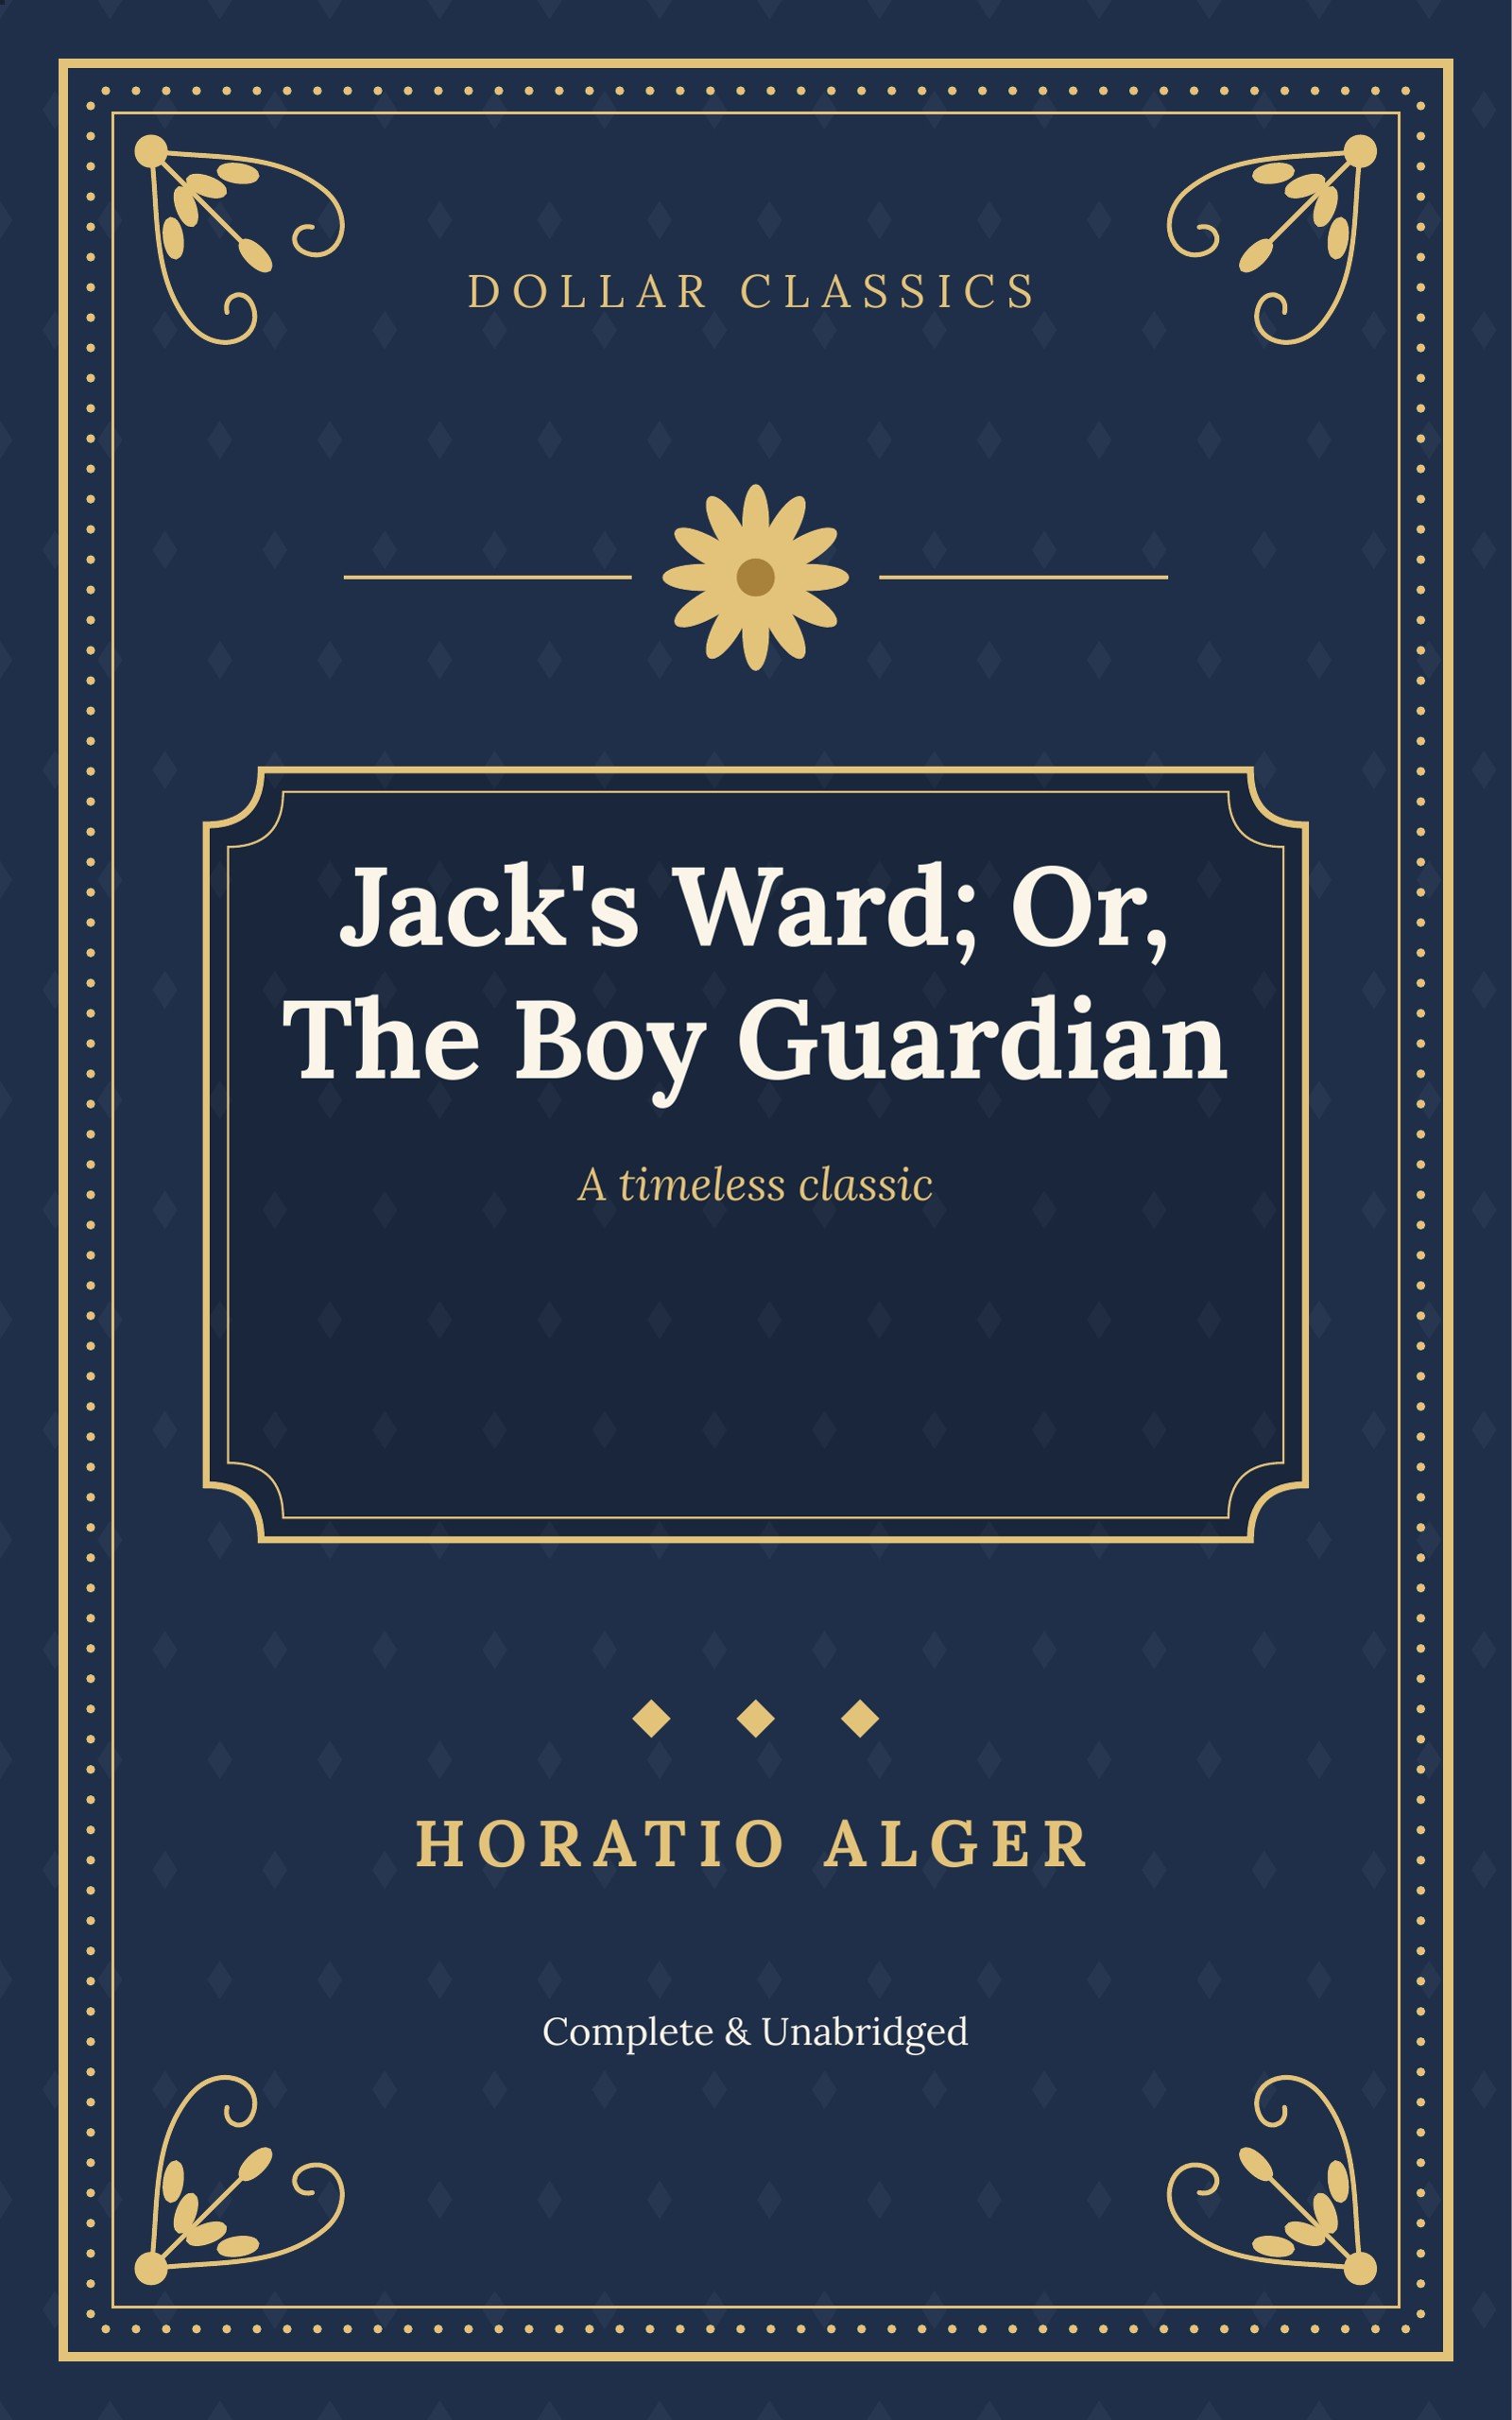 DOLLAR CLASSICS
Jack's Ward; Or,
The Boy Guardian
A timeless classic
HORATIO ALGER
Complete & Unabridged